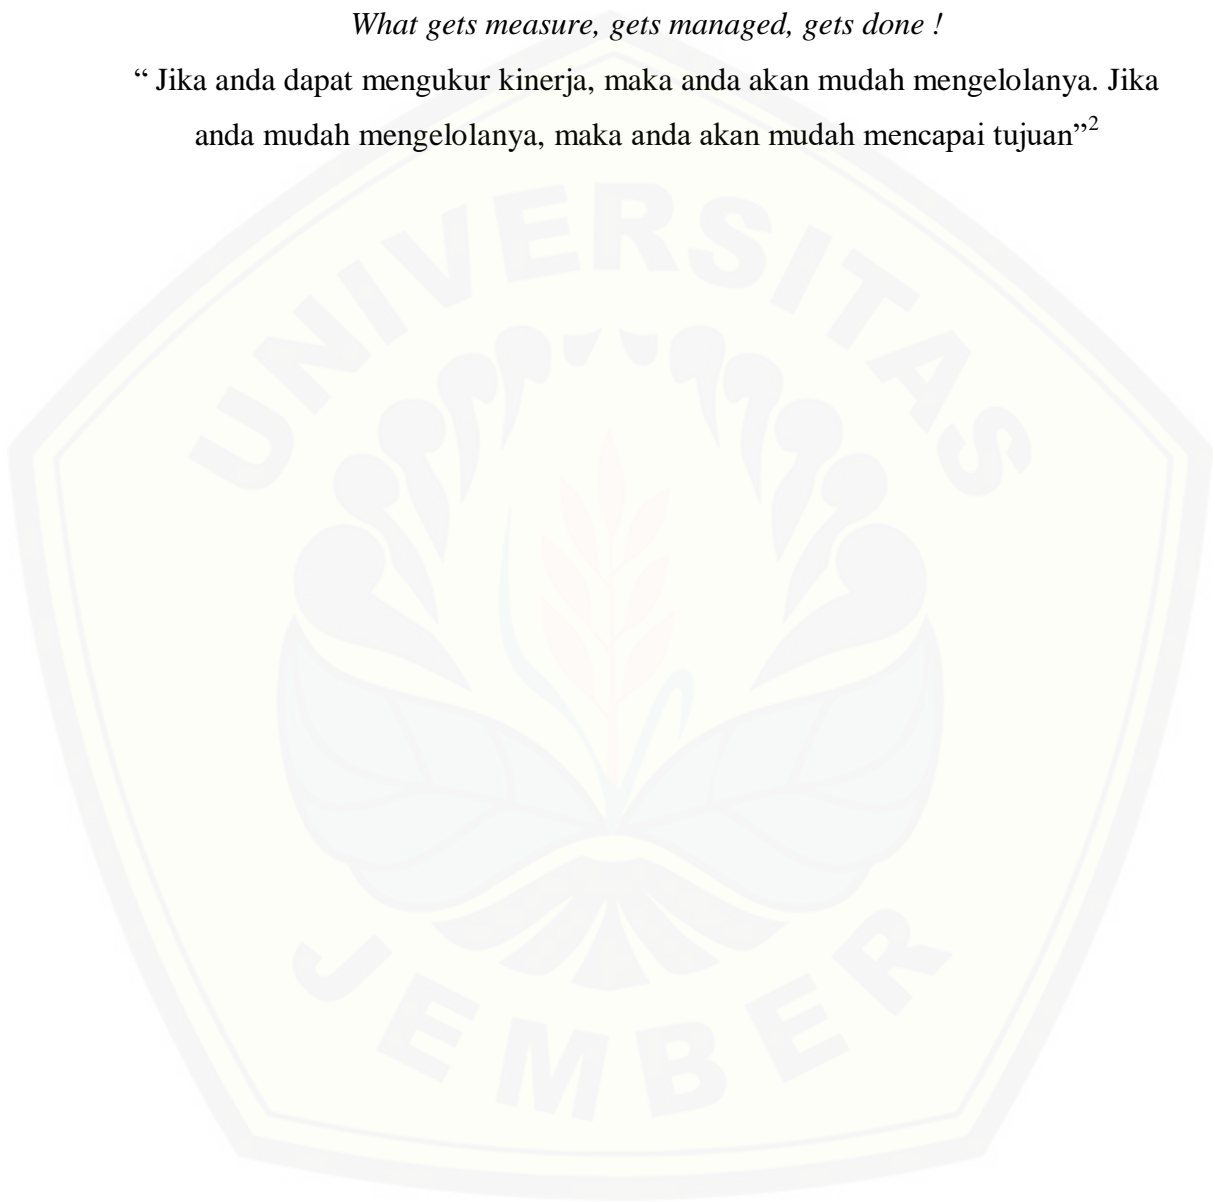 What gets measure, gets managed, gets done !
“ Jika anda dapat mengukur kinerja, maka anda akan mudah mengelolanya. Jika
anda mudah mengelolanya, maka anda akan mudah mencapai tujuan”2
UNIVERSITAS
JEMBER